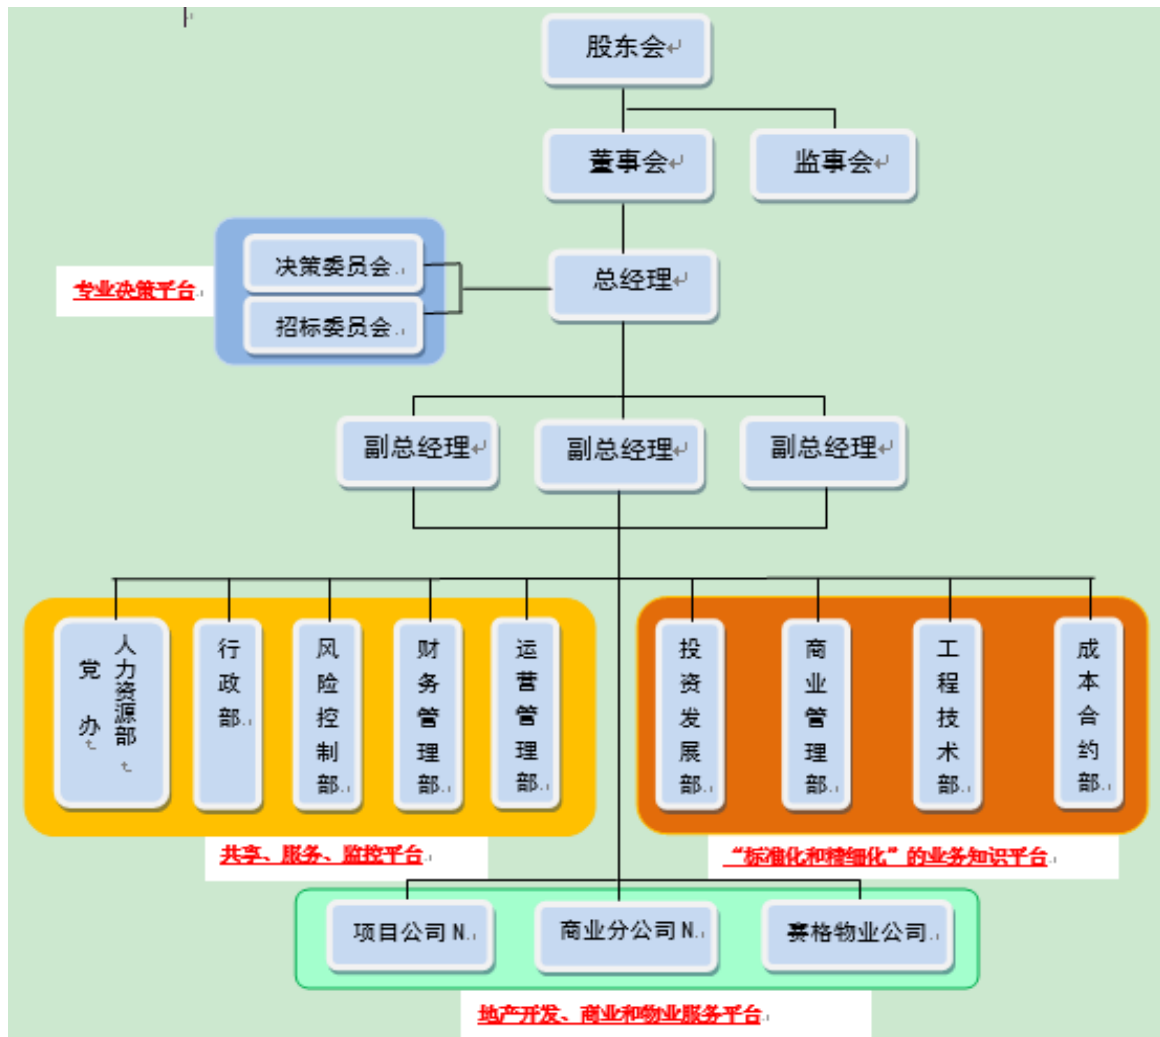 股东会
董事会
监事会
决策委员会
招标委员会
专业决策平台
总经理
副总经理
副总经理
副总经理
人力资源部
党办
行政部
风险控制部
财务管理部
运营管理部
投资发展部
商业管理部
工程技术部
成本合约部
共享、服务、监控平台
“标准化和精细化”的业务知识平台
项目公司 N
商业分公司 N
赛格物业公司
地产开发、商业和物业服务平台